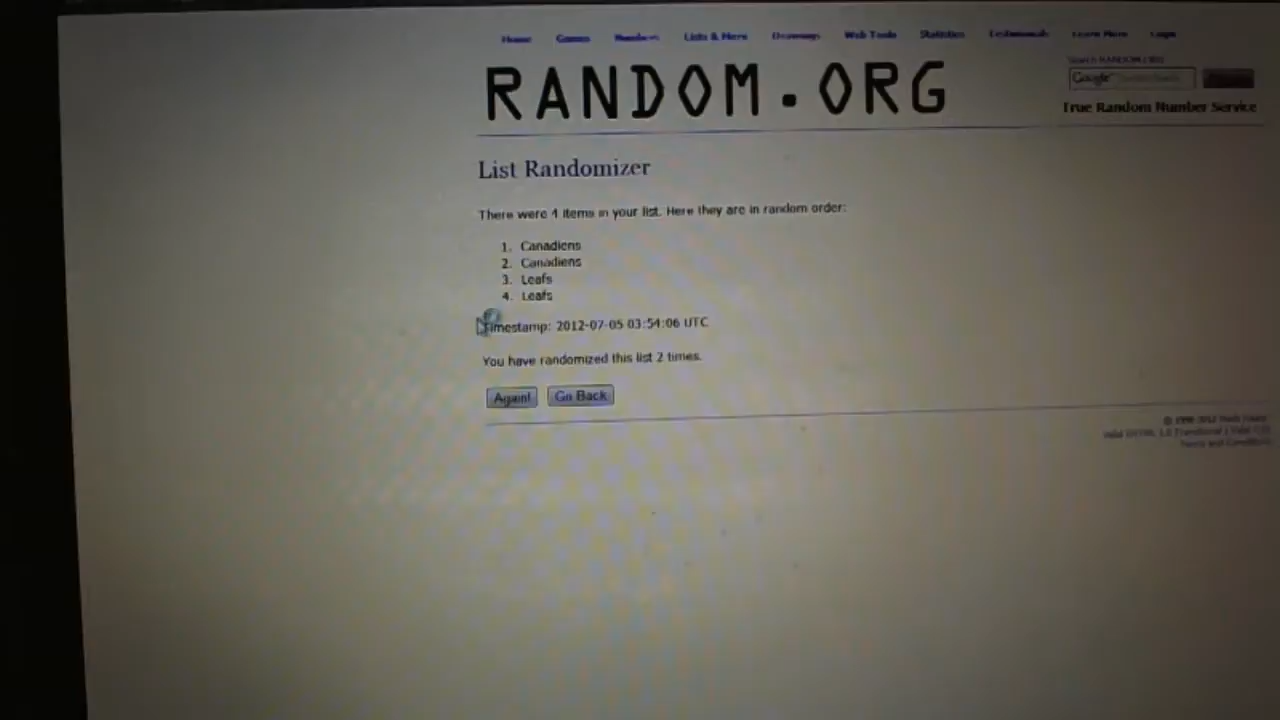 Home Games Numbers Lists & More Drawings Web Tools Statistics Testimonials Learn More Login
RANDOM.ORG
Search RANDOM.ORG
Google
True Random Number Service
List Randomizer
There were 4 items in your list. Here they are in random order:
1. Canadiens
2. Canadiens
3. Leafs
4. Leafs
Timestamp: 2012-07-05 03:54:06 UTC
You have randomized this list 2 times.
Again! Go Back
Terms and Conditions